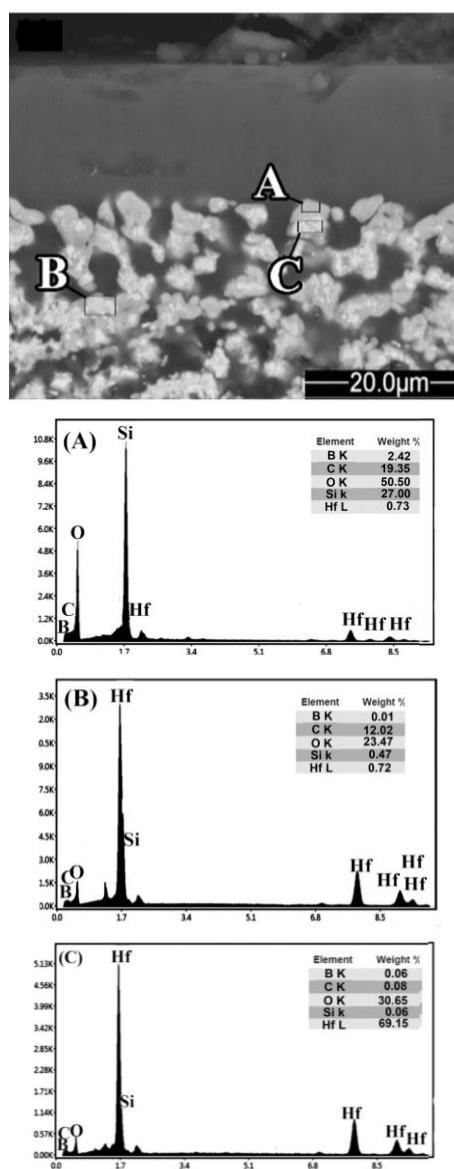 A
B
C
20.0μm
(A)
Si
O
C
B
Hf
Hf
Hf Hf
10.8K
9.6K
8.4K
7.2K
6.0K
4.8K
3.6K
2.4K
1.2K
0.0K
0.0 1.7 3.4 5.1 6.8 8.5
Element Weight %
B K 2.42
C K 19.35
O K 50.50
Si k 27.00
Hf L 0.73
(B)
Hf
Si
C
B
O
Hf
Hf
Hf
Hf
3.5K
2.0K
0.5K
9.0K
7.5K
6.0K
4.5K
3.0K
1.5K
0.0K
0.0 1.7 3.4 5.1 6.8 8.5
Element Weight %
B K 0.01
C K 12.02
O K 23.47
Si k 0.47
Hf L 0.72
(C)
Hf
Si
C
B
O
Hf
Hf
Hf
5.13K
4.56K
3.99K
3.42K
2.85K
2.28K
1.71K
1.14K
0.57K
0.00K
0.0 1.7 3.4 5.1 6.8 8.5
Element Weight %
B K 0.06
C K 0.08
O K 30.65
Si k 0.06
Hf L 69.15